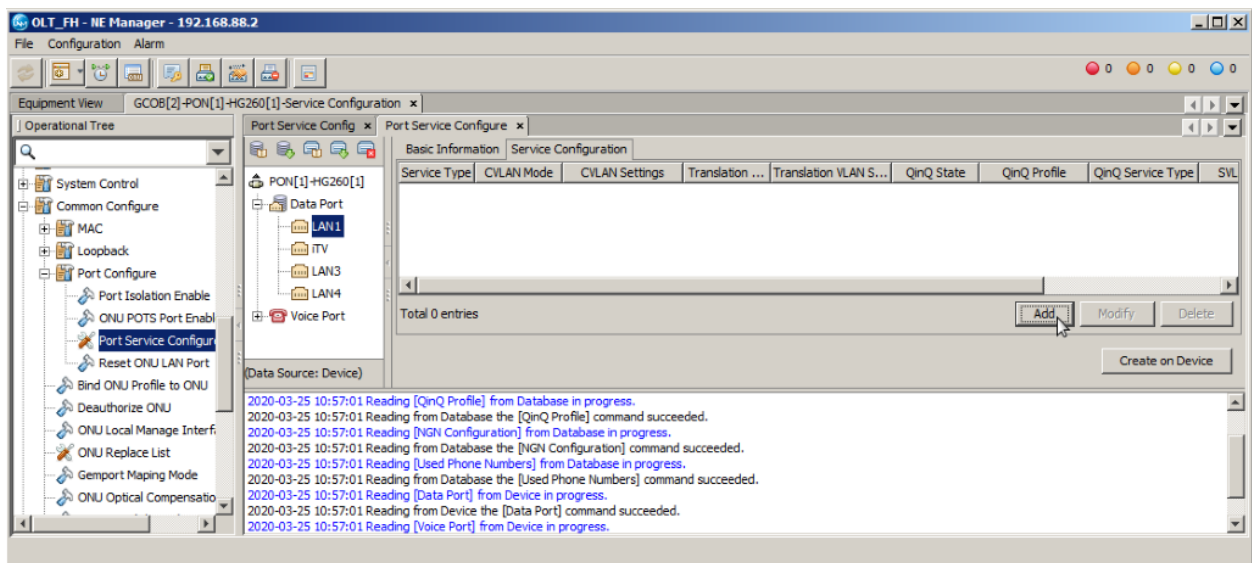 OLT_FH - NE Manager - 192.168.88.2
File Configuration Alarm
0 0 0 0
Equipment View GCOB[2]-PON[1]-HG260[1]-Service Configuration
Operational Tree
System Control
Common Configure
MAC
Loopback
Port Configure
Port Isolation Enable
ONU POTS Port Enabl
Port Service Configur
Reset ONU LAN Port
Bind ONU Profile to ONU
Deauthorize ONU
ONU Local Manage Interf
ONU Replace List
Gemport Maping Mode
ONU Optical Compensatio
Port Service Config Port Service Configure
PON[1]-HG260[1]
Data Port
LAN1
iTV
LAN3
LAN4
Voice Port
(Data Source: Device)
Basic Information Service Configuration
Service Type CVLAN Mode CVLAN Settings Translation ... Translation VLAN S... QinQ State QinQ Profile QinQ Service Type SVL
Total 0 entries
Add Modify Delete
Create on Device
2020-03-25 10:57:01 Reading [QinQ Profile] from Database in progress.
2020-03-25 10:57:01 Reading from Database the [QinQ Profile] command succeeded.
2020-03-25 10:57:01 Reading [NGN Configuration] from Database in progress.
2020-03-25 10:57:01 Reading from Database the [NGN Configuration] command succeeded.
2020-03-25 10:57:01 Reading [Used Phone Numbers] from Database in progress.
2020-03-25 10:57:01 Reading from Database the [Used Phone Numbers] command succeeded.
2020-03-25 10:57:01 Reading [Data Port] from Device in progress.
2020-03-25 10:57:01 Reading from Device the [Data Port] command succeeded.
2020-03-25 10:57:01 Reading [Voice Port] from Device in progress.